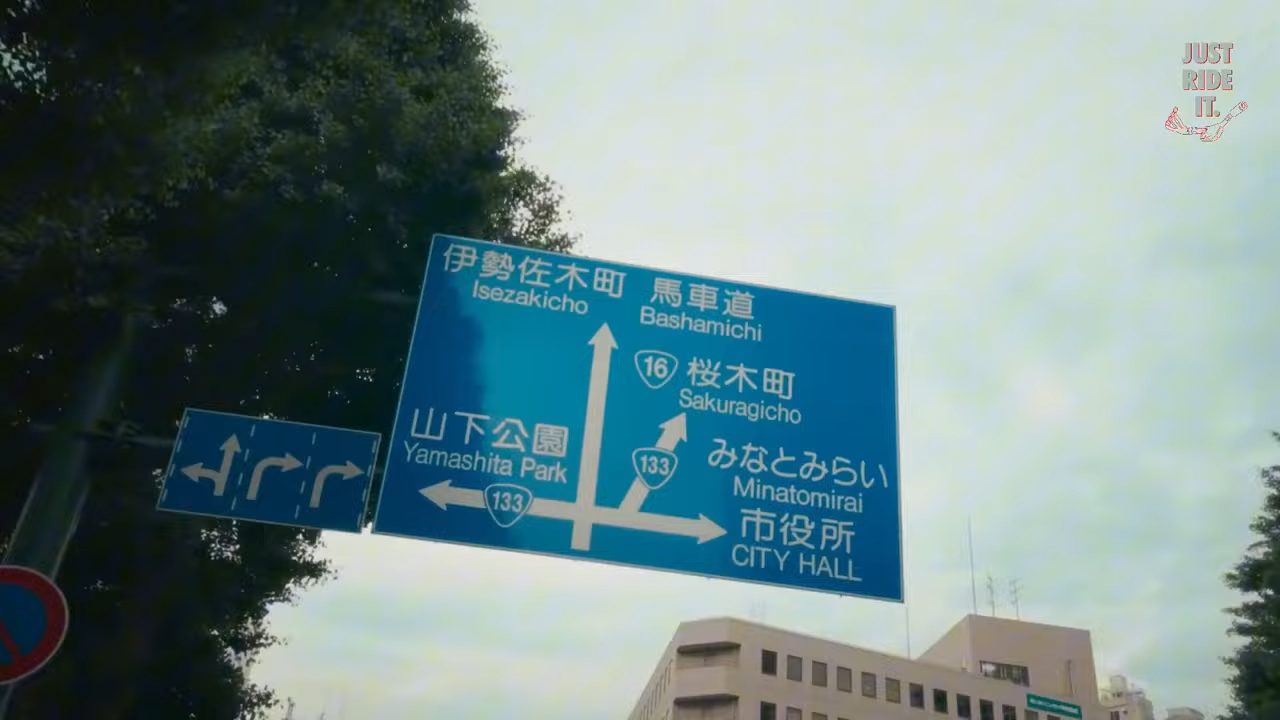 JUST
RIDE
IT.
伊勢佐木町
Isezakicho
馬車道
Bashamichi
16
桜木町
Sakuragicho
山下公園
Yamashita Park
133
133
みなとみらい
Minatomirai
市役所
CITY HALL